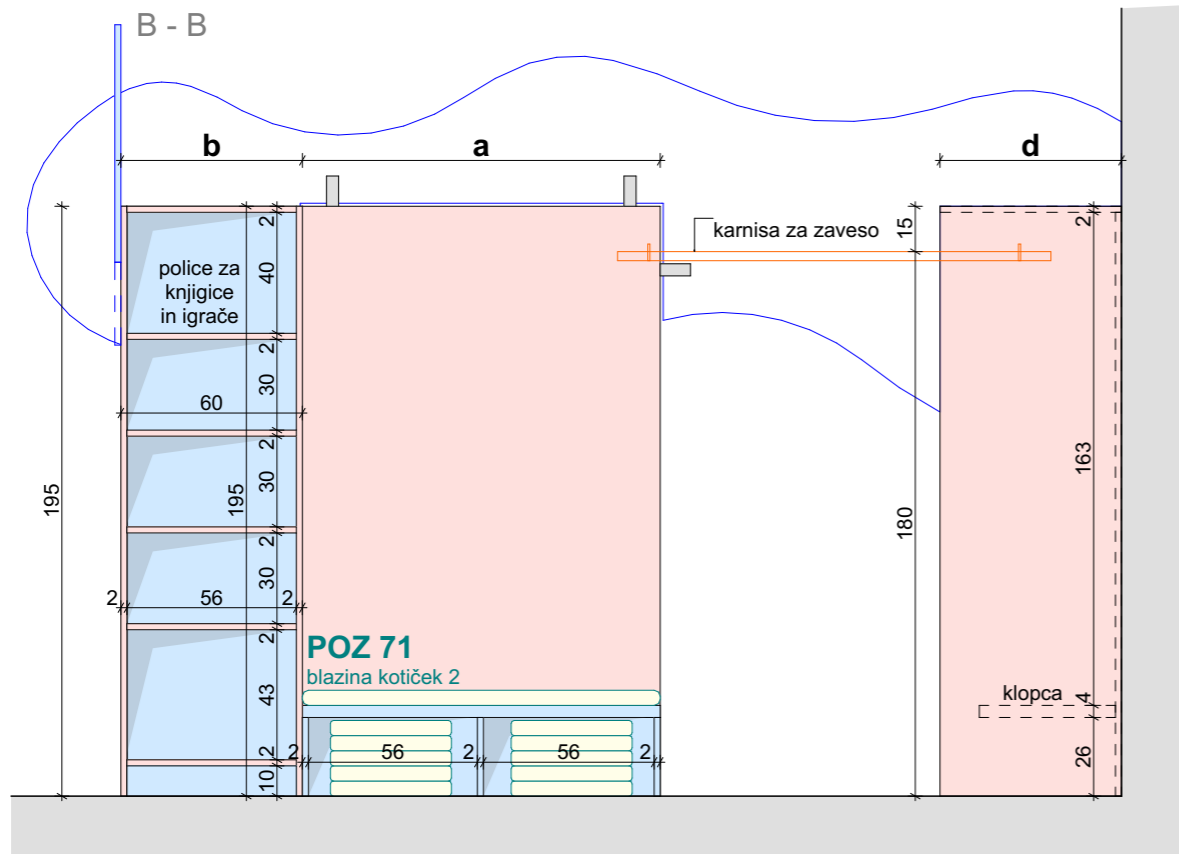 B - B
b
a
d
2
15
2
karnisa za zaveso
40
police za
knjigice
in igrače
2
30
60
2
163
30
195
195
180
2
30
2
56
2
2
POZ 71
blazina kotiček 2
43
klopca
4
2
2
56
2
56
2
26
10